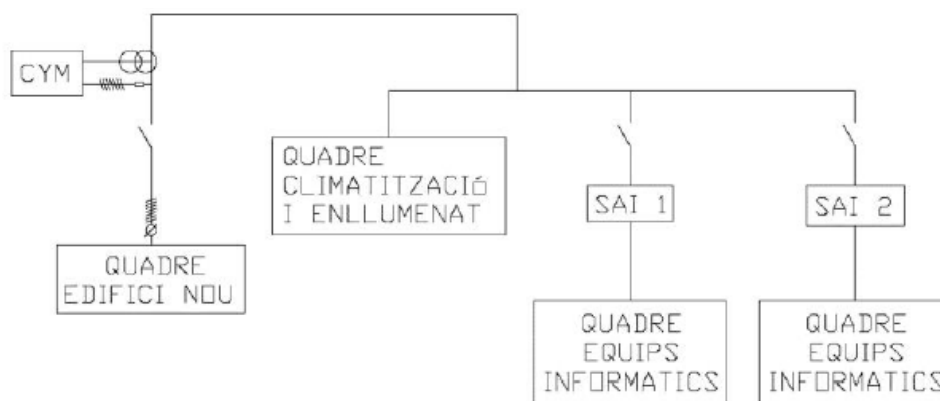 CYM
QUADRE
CLIMATITZACIó
I ENLLUMENAT
SAI 1
SAI 2
QUADRE
EDIFICI NOU
QUADRE
EQUIPS
INFORMATICS
QUADRE
EQUIPS
INFORMATICS